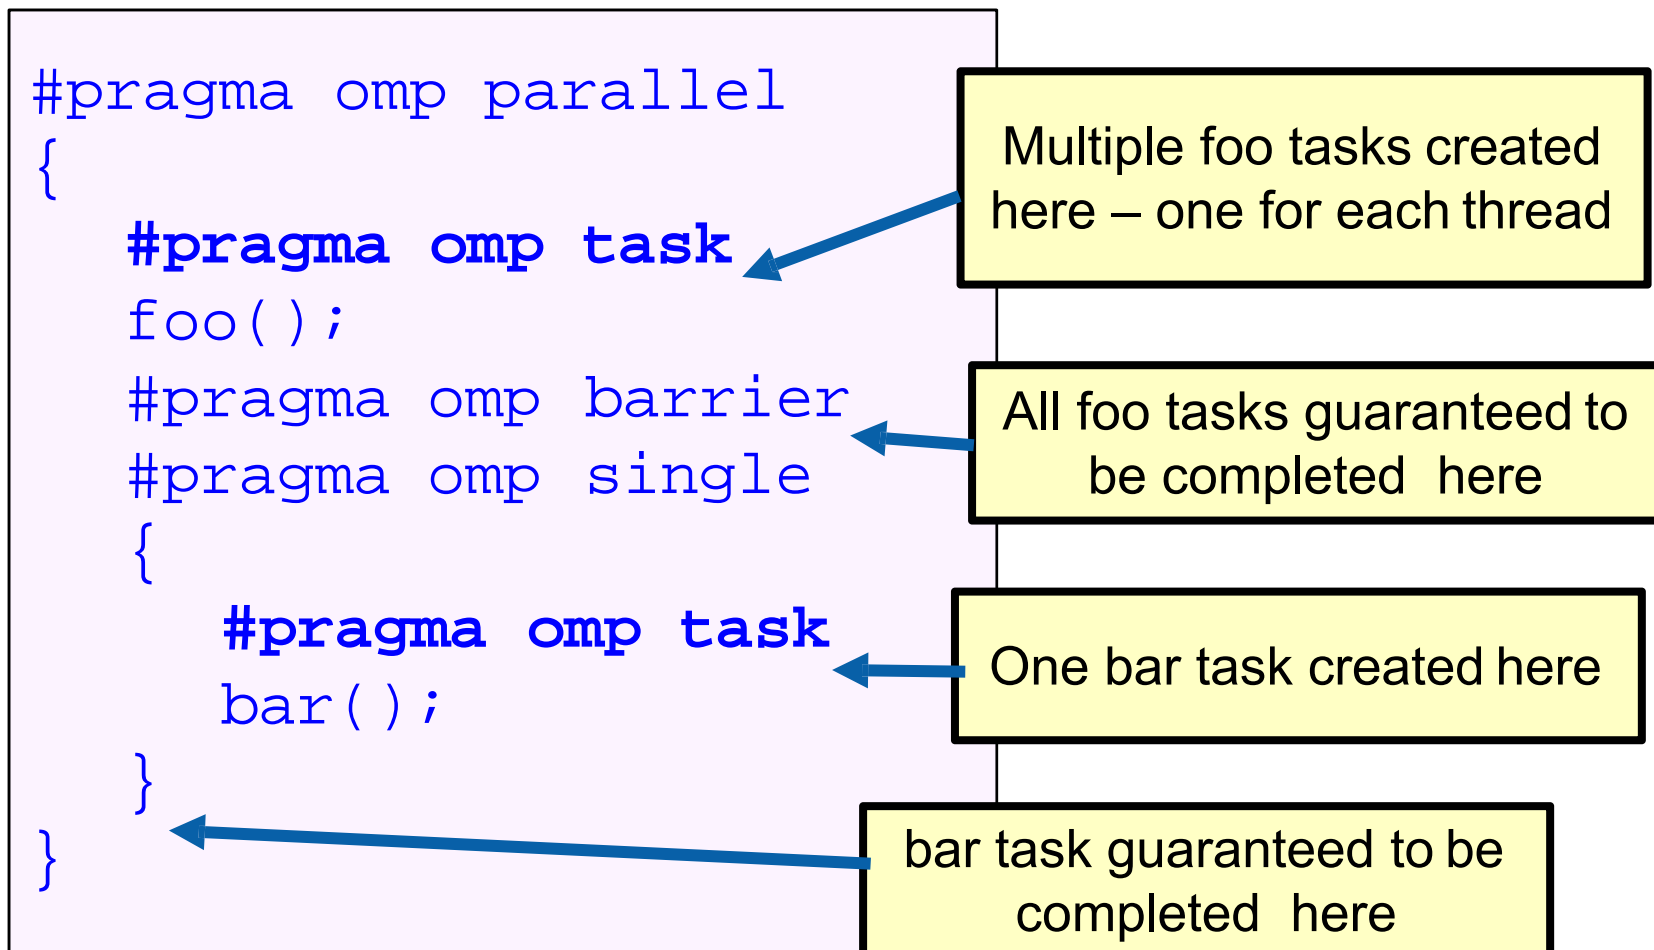 #pragma omp parallel
{
#pragma omp task
foo();
#pragma omp barrier
#pragma omp single
{
#pragma omp task
bar();
}
}
Multiple foo tasks created
here – one for each thread
All foo tasks guaranteed to
be completed here
One bar task created here
bar task guaranteed to be
completed here